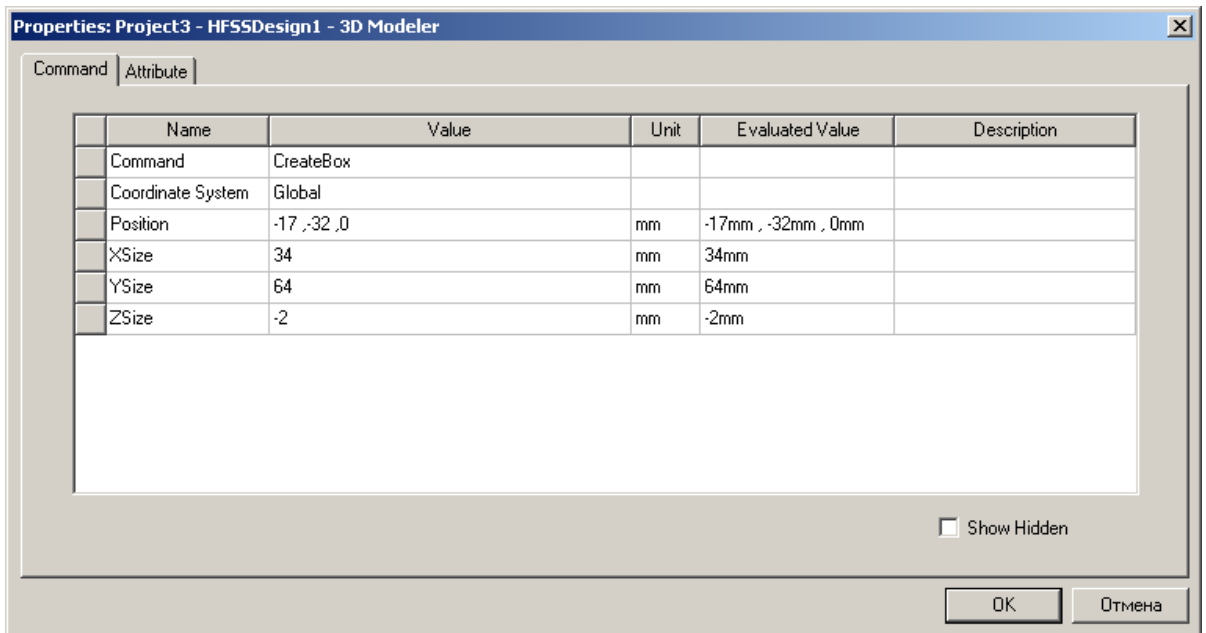 Properties: Project3 - HFSSDesign1 - 3D Modeler
Command Attribute
Name Value Unit Evaluated Value Description
Command CreateBox
Coordinate System Global
Position -17 ,-32 ,0 mm -17mm , -32mm , 0mm
XSize 34 mm 34mm
YSize 64 mm 64mm
ZSize -2 mm -2mm
Show Hidden
OK Отмена